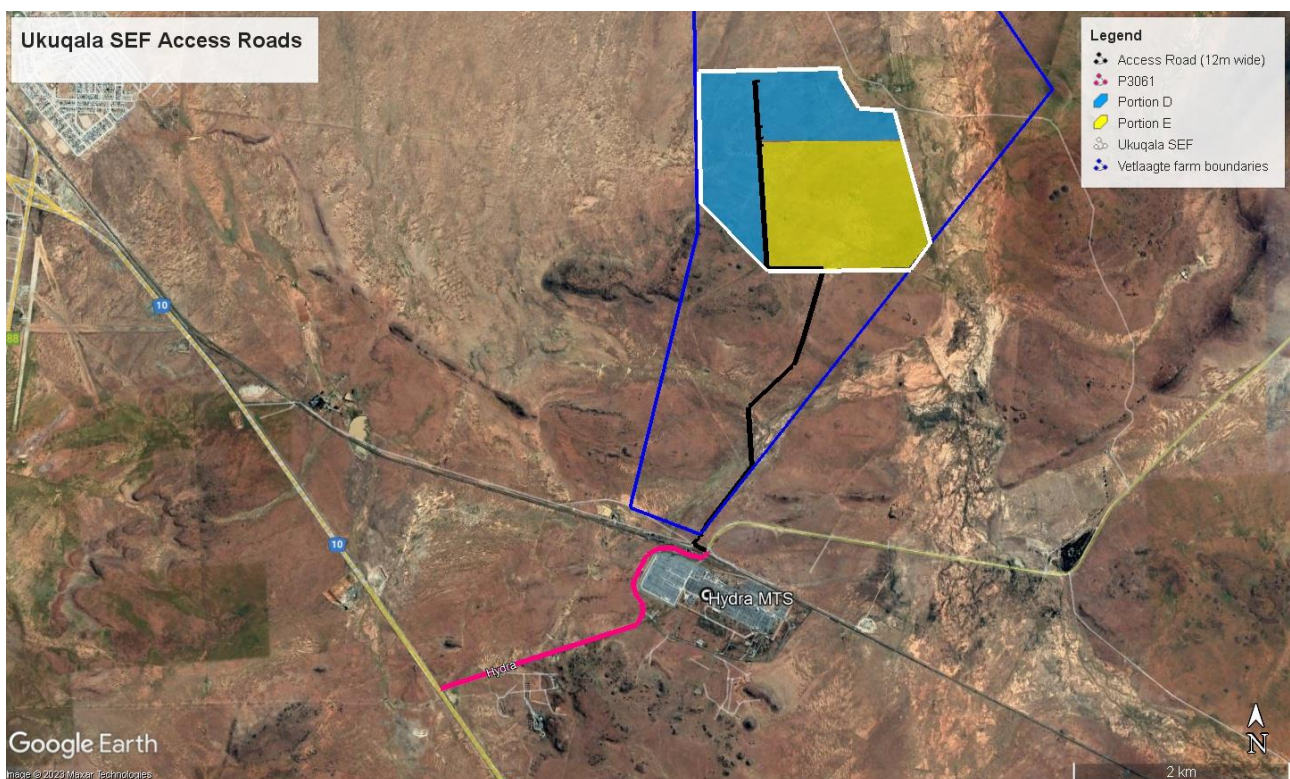 Ukuqala SEF Access Roads
Legend
Access Road (12m wide)
P3061
Portion D
Portion E
Ukuqala SEF
Vetlaagte farm boundaries
10
88
10
Hydra MTS
Hydra
N
Google Earth
Image © 2023 Maxar Technologies
2 km